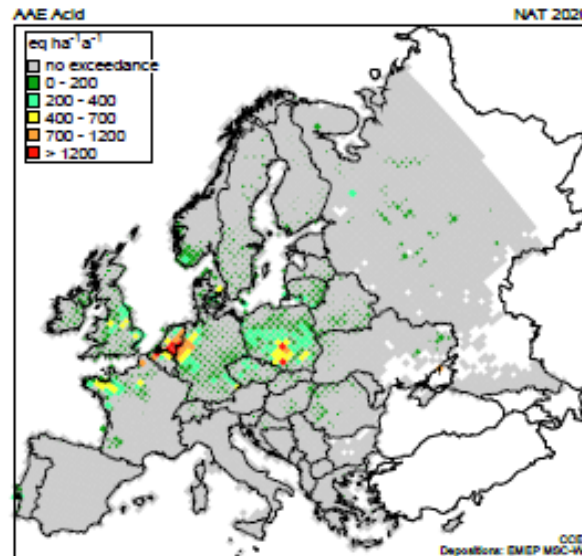 AAE Acid NAT 2020
eq ha⁻¹a⁻¹
no exceedance
0 - 200
200 - 400
400 - 700
700 - 1200
> 1200
Depositions: EMEP MSC-W